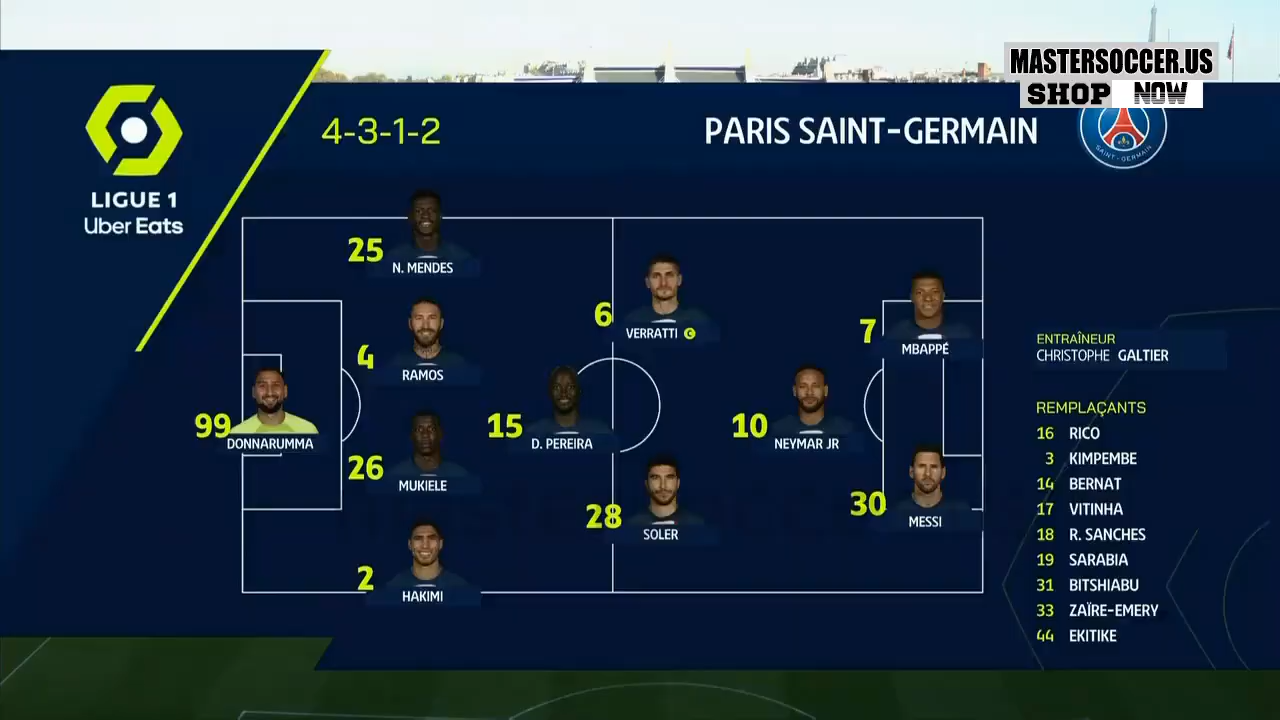 MASTERSOCCER.US
SHOP NOW
4-3-1-2
PARIS SAINT-GERMAIN
SAINT-GERMAIN
LIGUE 1
Uber Eats
25 N. MENDES
6 VERRATTI C
7 MBAPPÉ
4 RAMOS
99 DONNARUMMA
15 D. PEREIRA
10 NEYMAR JR
26 MUKIELE
28 SOLER
30 MESSI
2 HAKIMI
ENTRAÎNEUR
CHRISTOPHE GALTIER
REMPLAÇANTS
16 RICO
3 KIMPEMBE
14 BERNAT
17 VITINHA
18 R. SANCHES
19 SARABIA
31 BITSHIABU
33 ZAÏRE-EMERY
44 EKITIKE